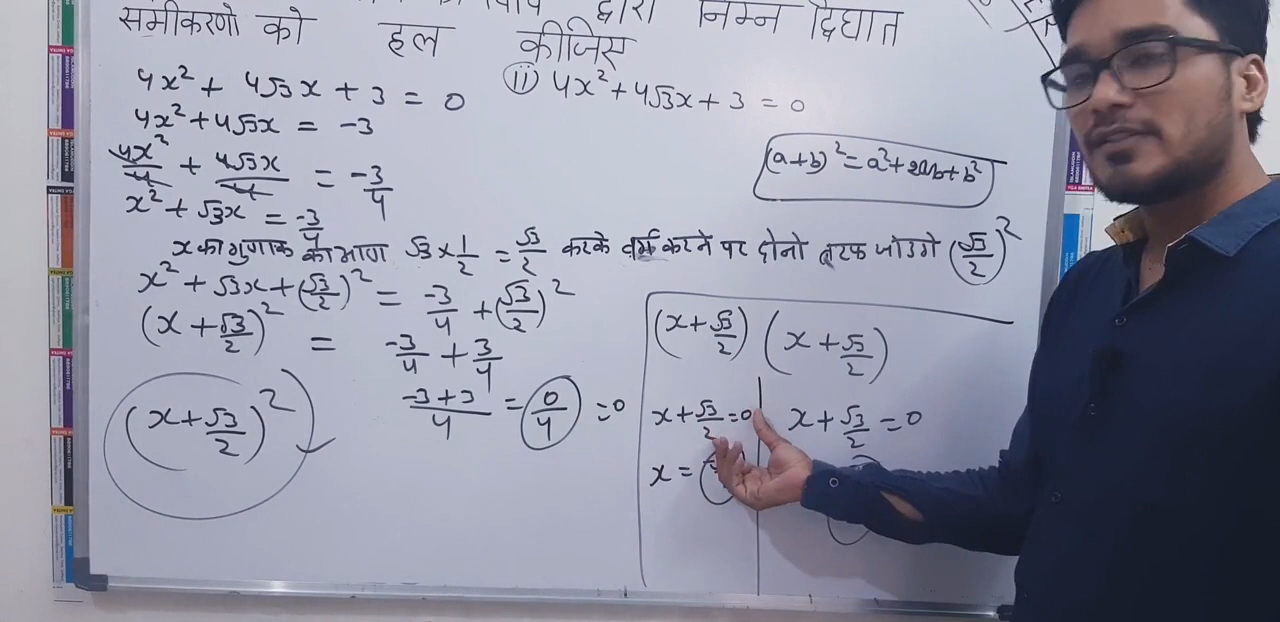 द्वारा निम्न द्विघात
समीकरणो को हल कीजिए
4x² + 4√3x + 3 = 0
(ii) 4x² + 4√3x + 3 = 0
4x² + 4√3x = -3
4x²/4 + 4√3x/4 = -3/4
(a+b)² = a² + 2ab + b²
x² + √3x = -3/4
x का गुणांक का भाग √3 × 1/2 = √3/2 करके वर्ग करने पर दोनो तरफ जोडेगे (√3/2)²
x² + √3x + (√3/2)² = -3/4 + (√3/2)²
(x + √3/2)² = -3/4 + 3/4
-3+3/4 = 0/4 = 0
(x + √3/2)²
(x + √3/2) (x + √3/2)
x + √3/2 = 0
x =
x + √3/2 = 0